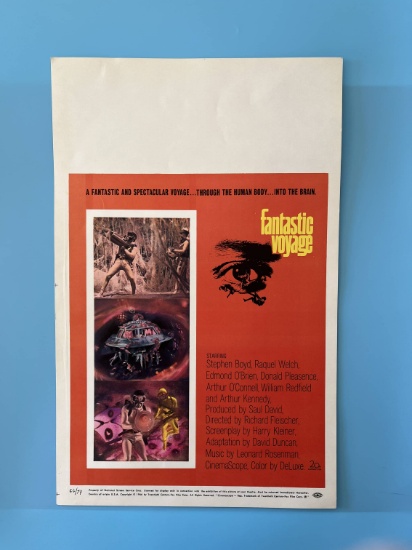 A FANTASTIC AND SPECTACULAR VOYAGE... THROUGH THE HUMAN BODY... INTO THE BRAIN.
fantastic
voyage
STARRING
Stephen Boyd, Raquel Welch,
Edmond O'Brien, Donald Pleasence,
Arthur O'Connell, William Redfield
and Arthur Kennedy,
Produced by Saul David,
Directed by Richard Fleischer,
Screenplay by Harry Kleiner,
Adaptation by David Duncan,
Music by Leonard Rosenman,
CinemaScope, Color by DeLuxe